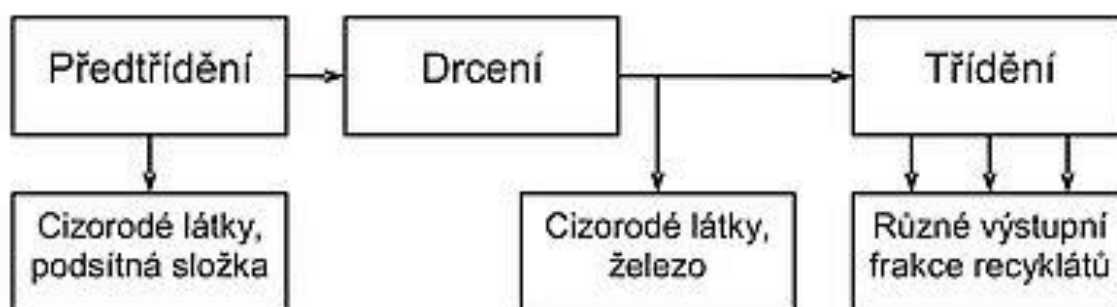 Předtřídění
Drcení
Třídění
Cizorodé látky,
podsítná složka
Cizorodé látky,
železo
Různé výstupní
frakce recyklátů